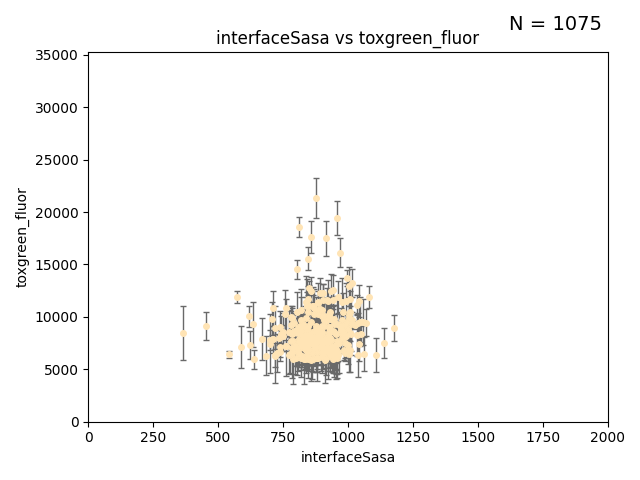 N = 1075
interfaceSasa vs toxgreen_fluor
35000
30000
25000
20000
15000
10000
5000
0
toxgreen_fluor
0 250 500 750 1000 1250 1500 1750 2000
interfaceSasa